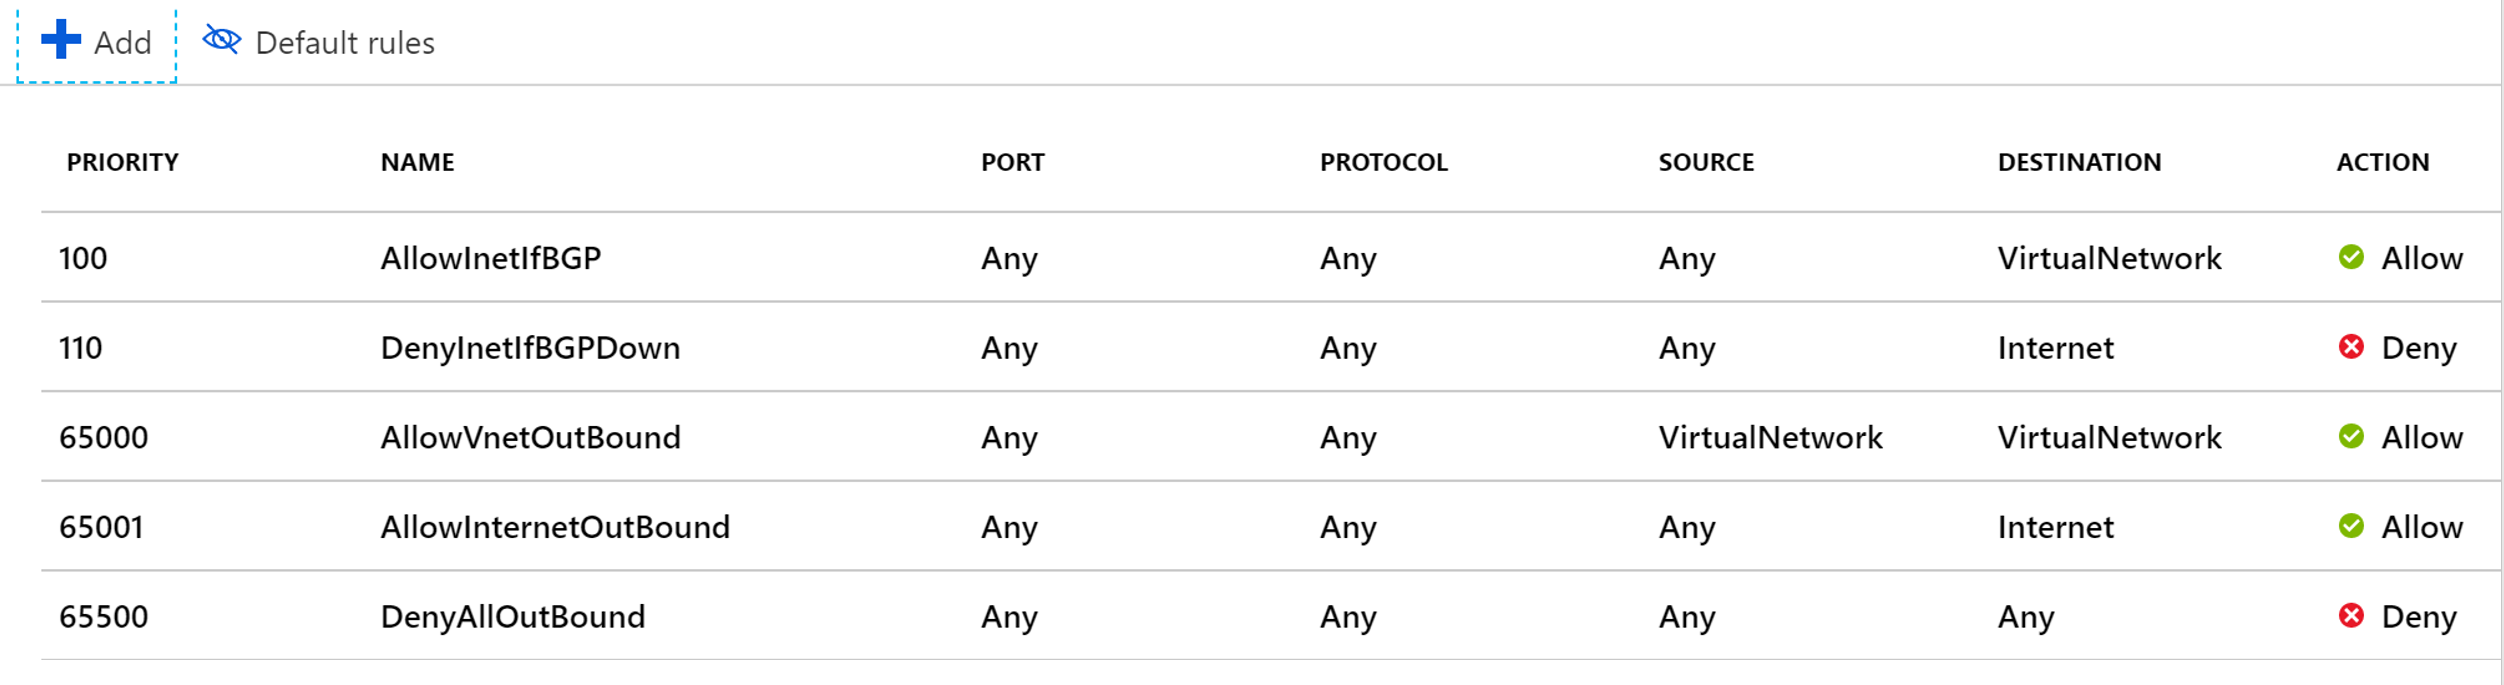 Add Default rules
PRIORITY NAME PORT PROTOCOL SOURCE DESTINATION ACTION
100 AllowInetIfBGP Any Any Any VirtualNetwork Allow
110 DenyInetIfBGPDown Any Any Any Internet Deny
65000 AllowVnetOutBound Any Any VirtualNetwork VirtualNetwork Allow
65001 AllowInternetOutBound Any Any Any Internet Allow
65500 DenyAllOutBound Any Any Any Any Deny